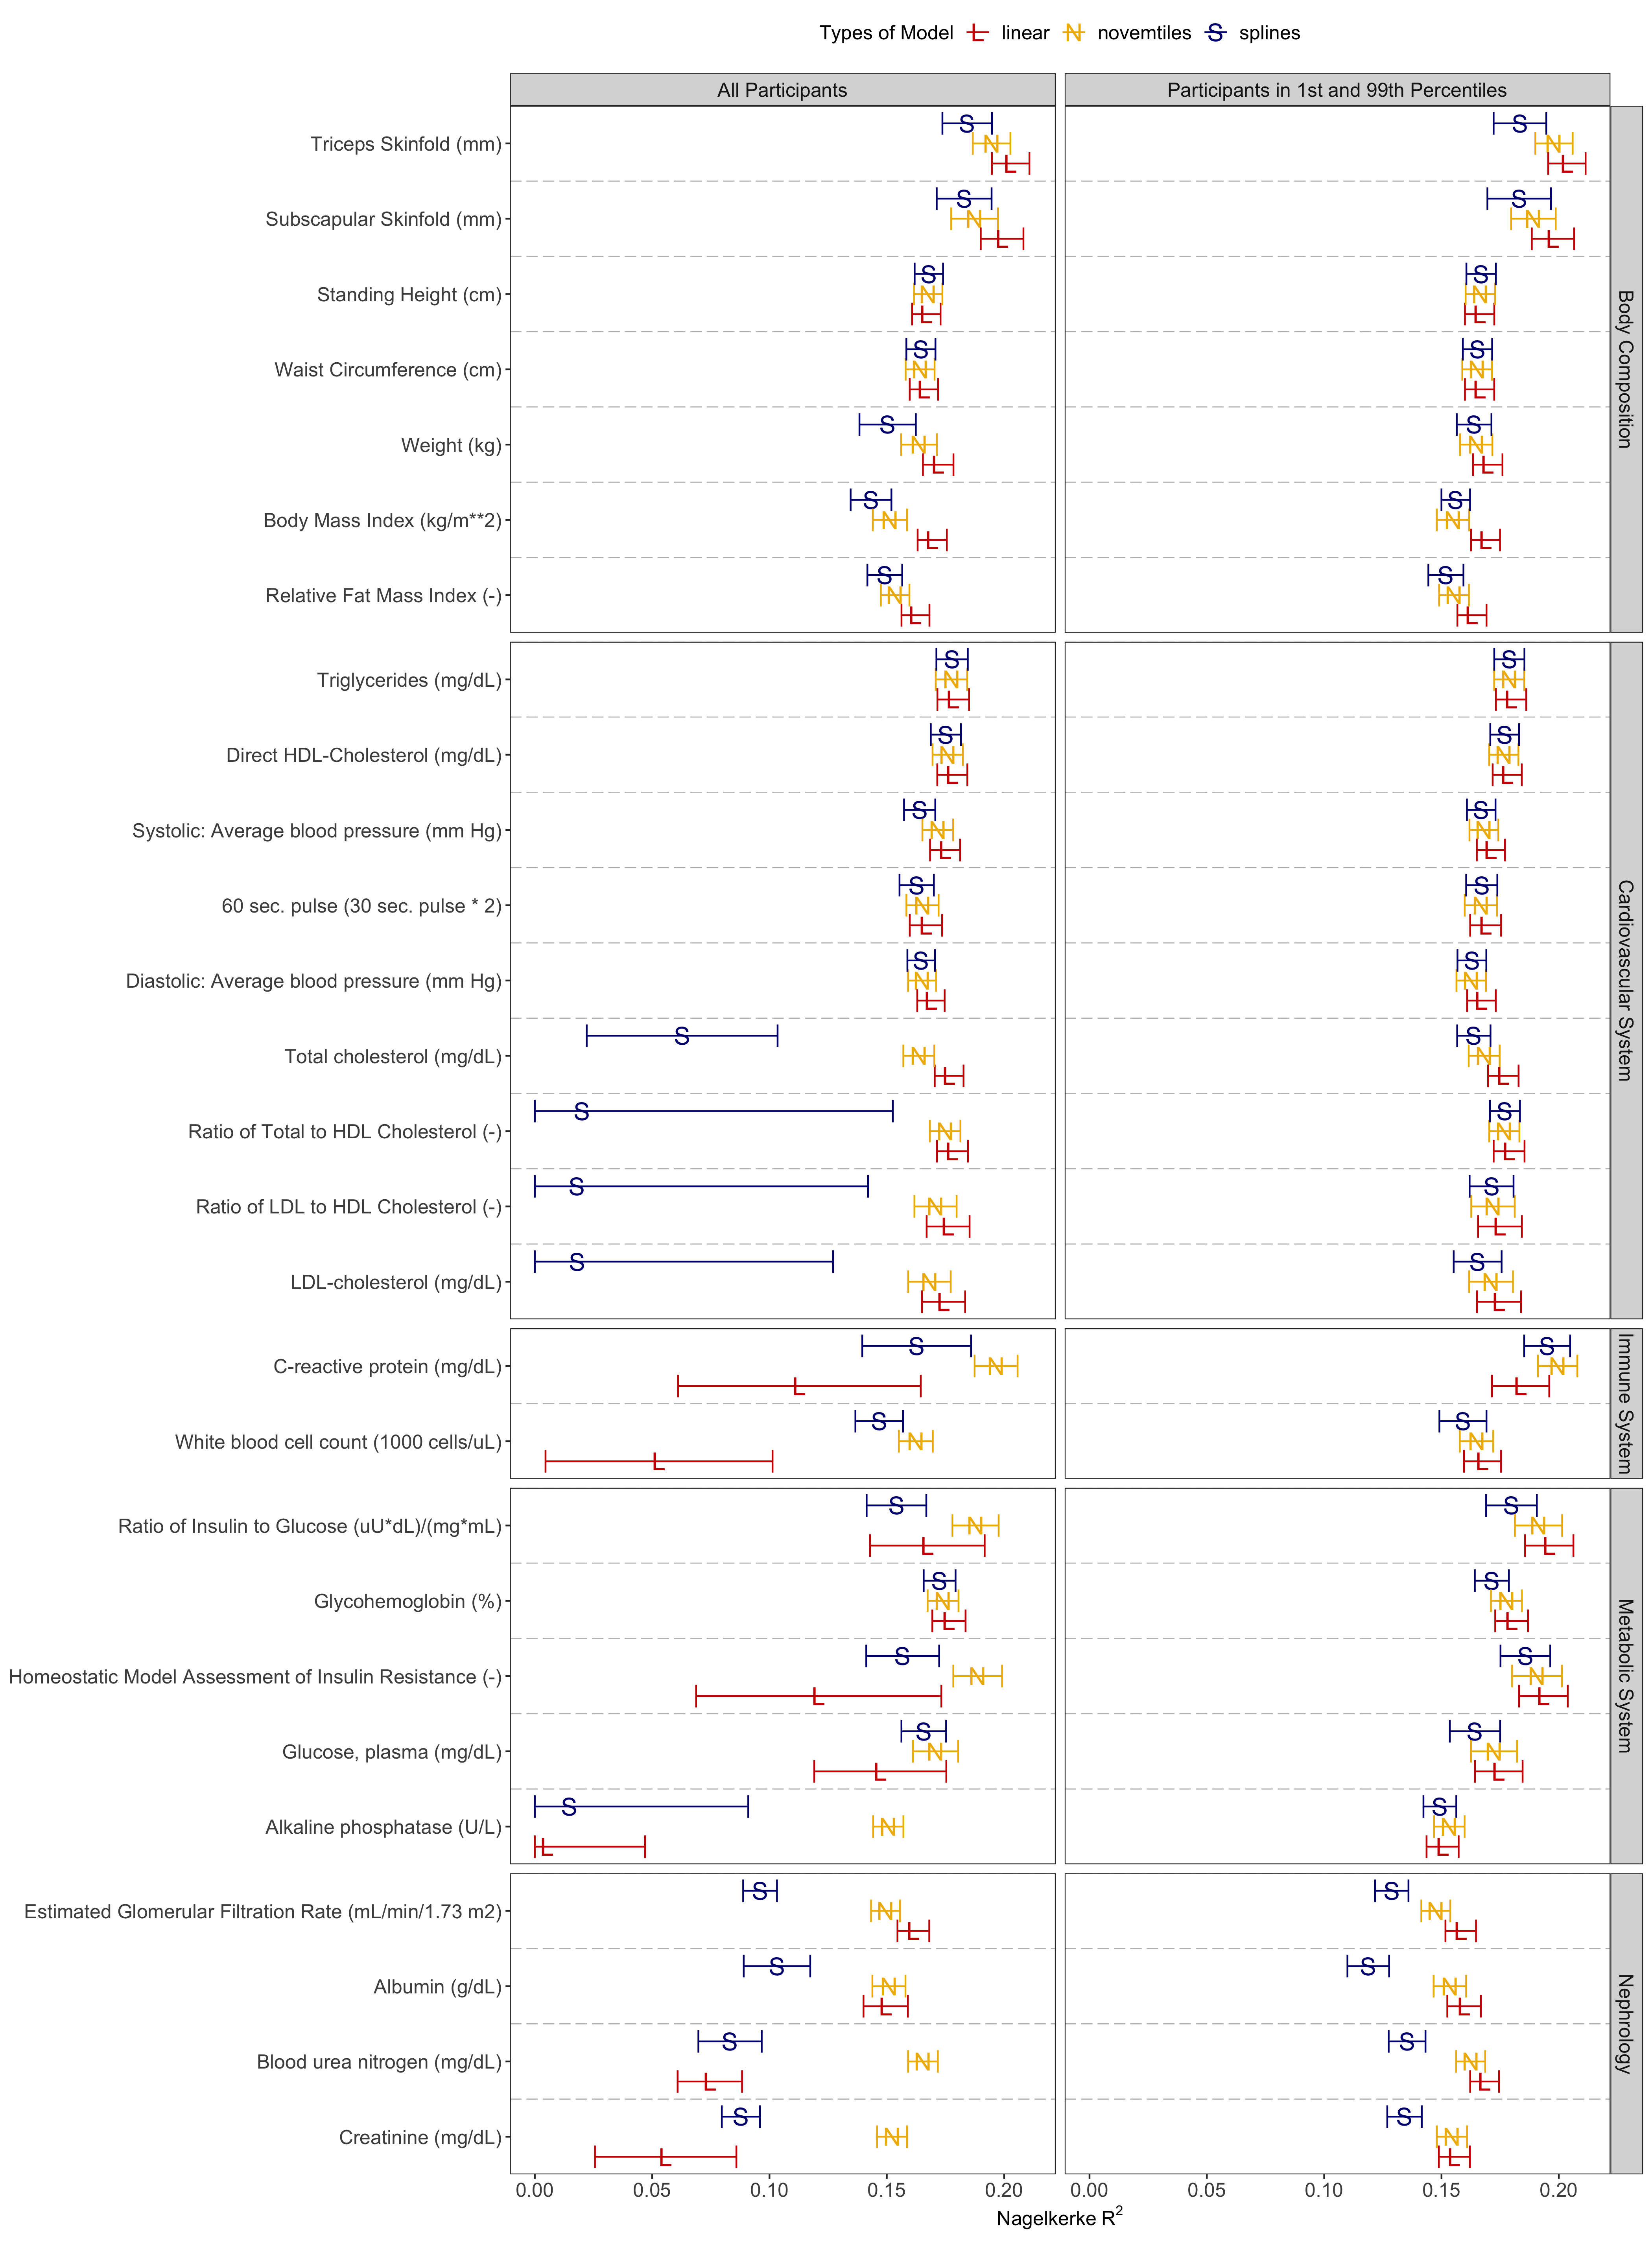 Types of Model L linear N novemtiles S splines
All Participants
Participants in 1st and 99th Percentiles
Triceps Skinfold (mm)
Subscapular Skinfold (mm)
Standing Height (cm)
Waist Circumference (cm)
Weight (kg)
Body Mass Index (kg/m**2)
Relative Fat Mass Index (-)
Body Composition
Triglycerides (mg/dL)
Direct HDL-Cholesterol (mg/dL)
Systolic: Average blood pressure (mm Hg)
60 sec. pulse (30 sec. pulse * 2)
Diastolic: Average blood pressure (mm Hg)
Total cholesterol (mg/dL)
Ratio of Total to HDL Cholesterol (-)
Ratio of LDL to HDL Cholesterol (-)
LDL-cholesterol (mg/dL)
Cardiovascular System
C-reactive protein (mg/dL)
White blood cell count (1000 cells/uL)
Immune System
Ratio of Insulin to Glucose (uU*dL)/(mg*mL)
Glycohemoglobin (%)
Homeostatic Model Assessment of Insulin Resistance (-)
Glucose, plasma (mg/dL)
Alkaline phosphatase (U/L)
Metabolic System
Estimated Glomerular Filtration Rate (mL/min/1.73 m2)
Albumin (g/dL)
Blood urea nitrogen (mg/dL)
Creatinine (mg/dL)
Nephrology
0.00 0.05 0.10 0.15 0.20
0.00 0.05 0.10 0.15 0.20
Nagelkerke R²